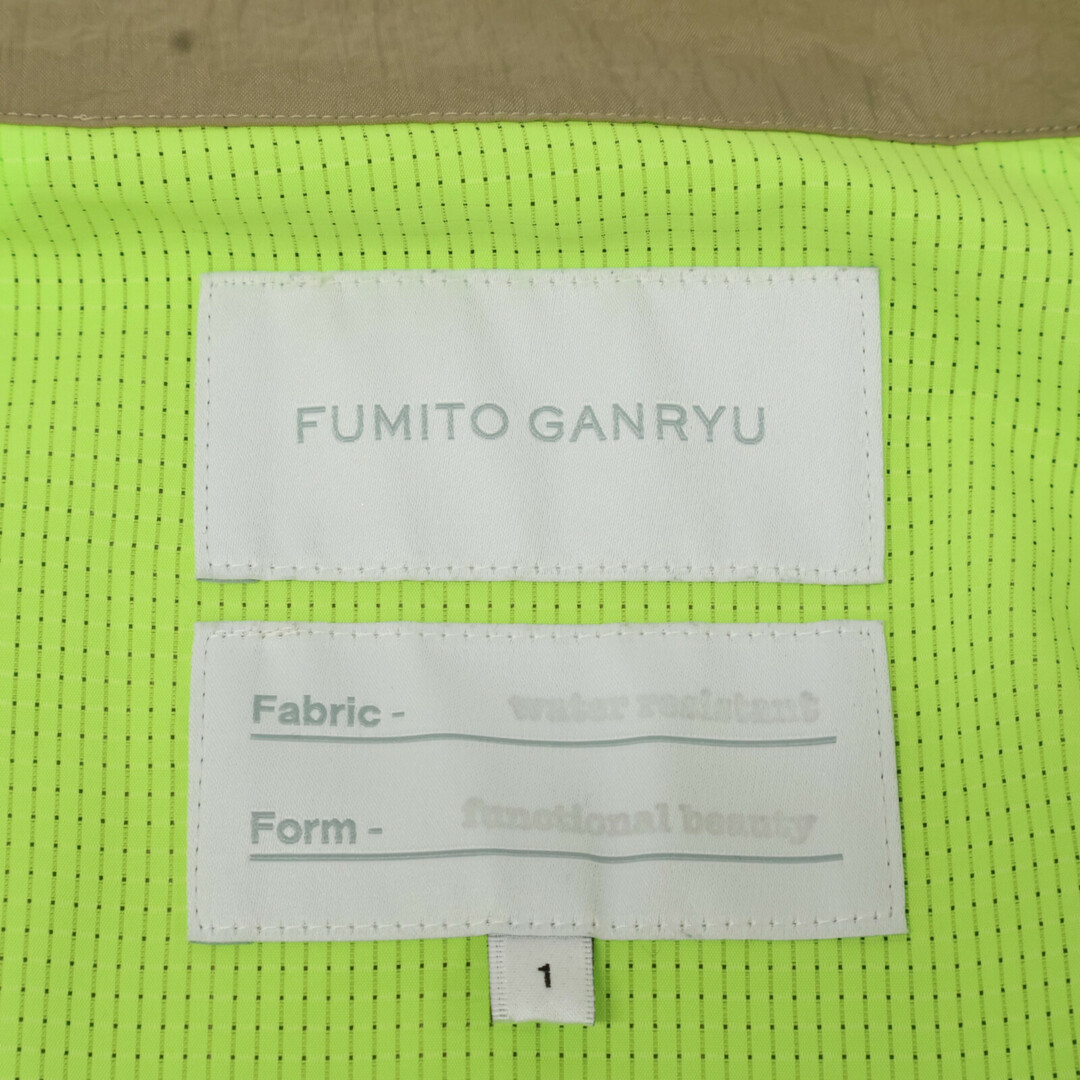 FUMITO GANRYU
Fabric - water resistant
Form - functional beauty
1